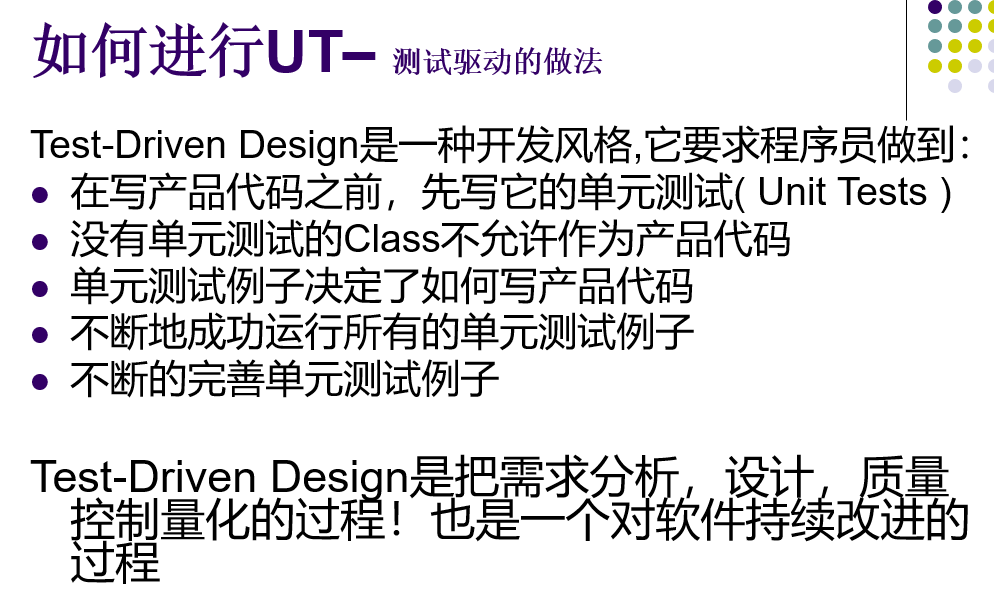 如何进行UT– 测试驱动的做法
Test-Driven Design是一种开发风格,它要求程序员做到：
● 在写产品代码之前，先写它的单元测试( Unit Tests )
● 没有单元测试的Class不允许作为产品代码
● 单元测试例子决定了如何写产品代码
● 不断地成功运行所有的单元测试例子
● 不断的完善单元测试例子
Test-Driven Design是把需求分析，设计，质量
控制量化的过程！也是一个对软件持续改进的
过程